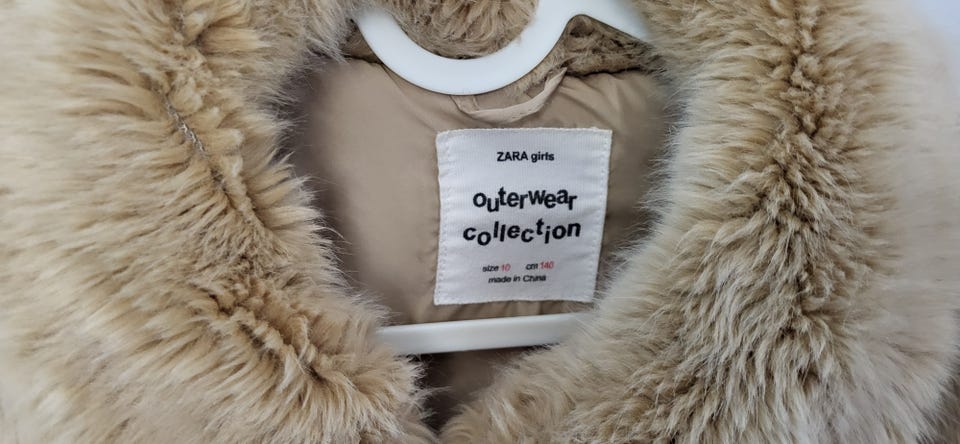 ZARA girls
outerwear
collection
size 10 cm 140
made in China